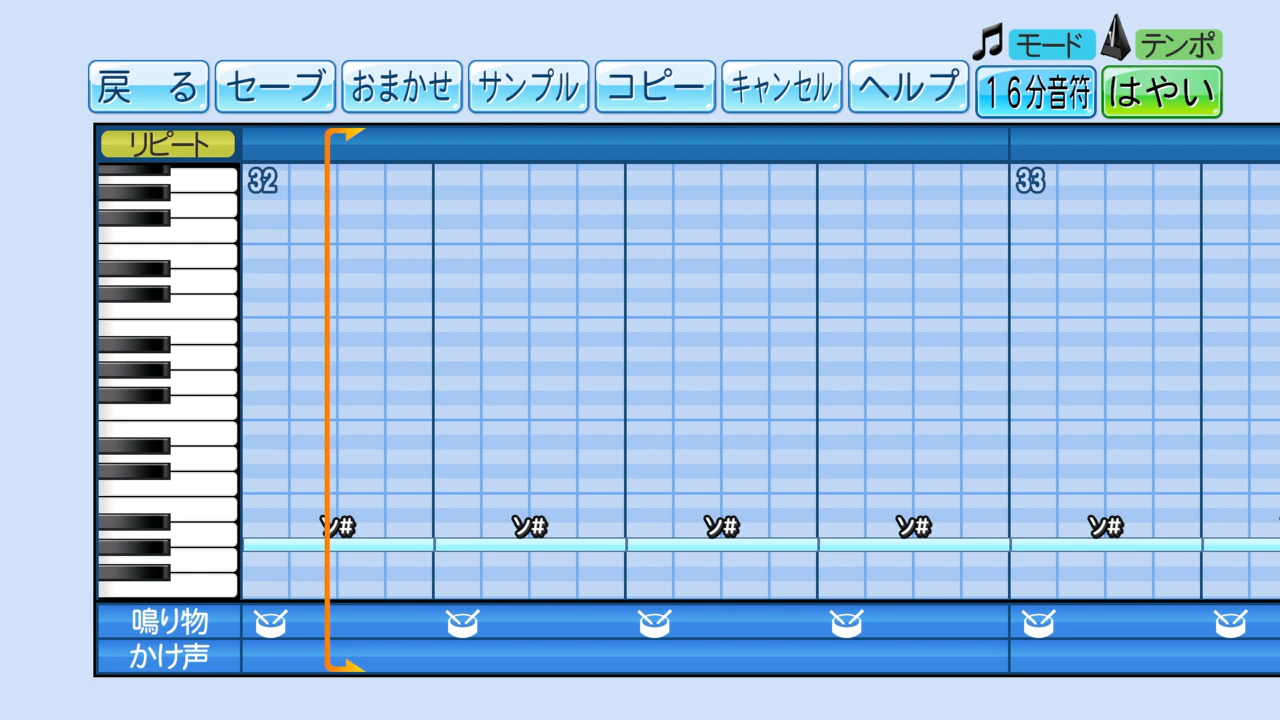 モード テンポ
戻る セーブ おまかせ サンプル コピー キャンセル ヘルプ 16分音符 はやい
リピート
32 33
ソ# ソ# ソ# ソ# ソ#
鳴り物
かけ声